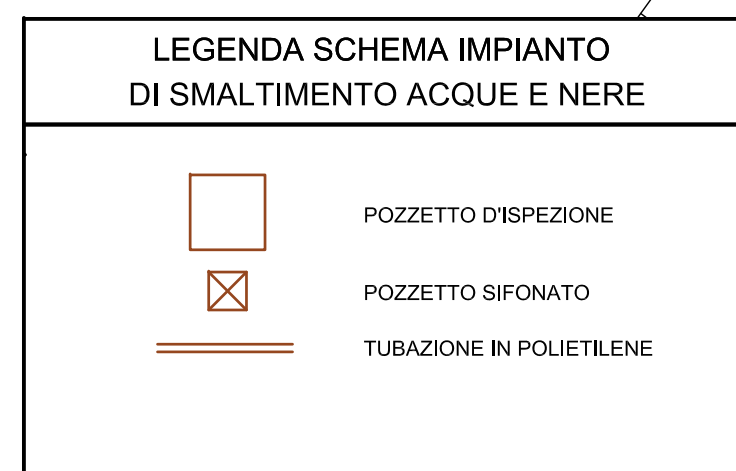 LEGENDA SCHEMA IMPIANTO
DI SMALTIMENTO ACQUE E NERE
POZZETTO D'ISPEZIONE
POZZETTO SIFONATO
TUBAZIONE IN POLIETILENE